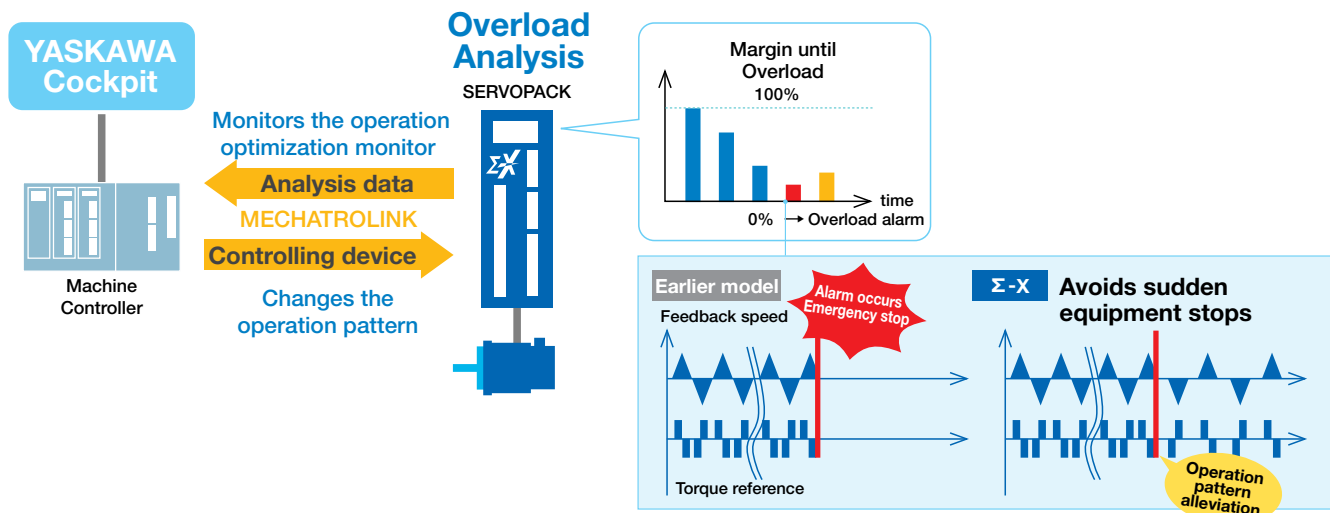 YASKAWA
Cockpit
Machine
Controller
Monitors the operation
optimization monitor
Analysis data
MECHATROLINK
Controlling device
Changes the
operation pattern
Overload
Analysis
SERVOPACK
Σ-X
Margin until
Overload
100%
time
0% → Overload alarm
Earlier model
Alarm occurs
Emergency stop
Feedback speed
Torque reference
Σ-X
Avoids sudden
equipment stops
Operation
pattern
alleviation